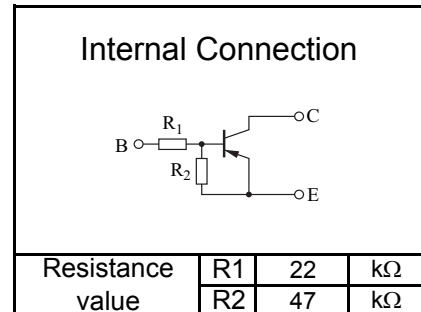 Internal Connection
C
R1
B
R2
E
Resistance value R1 22 kΩ
R2 47 kΩ